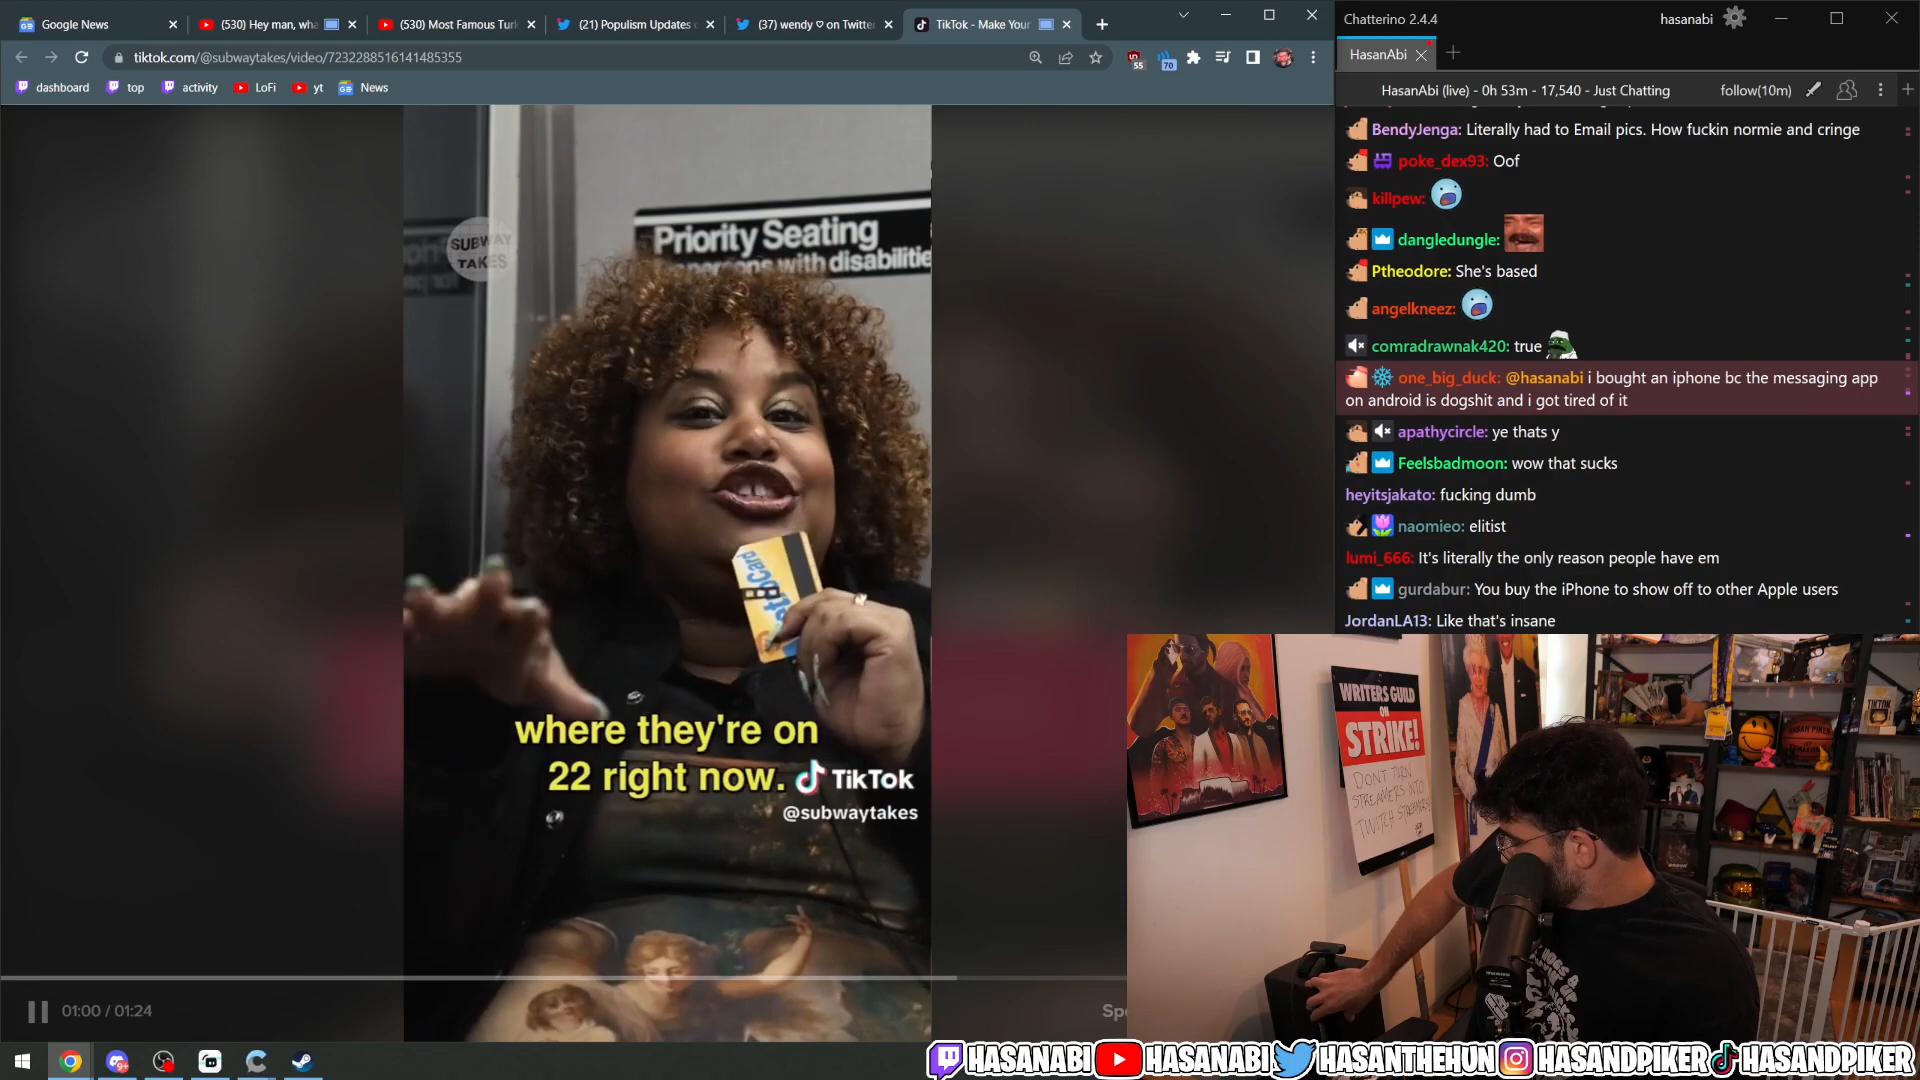 Google News
(530) Hey man, wha
(530) Most Famous Turk
(21) Populism Updates o
(37) wendy ♡ on Twitter
TikTok - Make Your
tiktok.com/@subwaytakes/video/7232288516141485355
55
70
dashboard
top
activity
LoFi
yt
News
Priority Seating
persons with disabilitie
SUBWAY
TAKES
where they're on
22 right now.
TikTok
@subwaytakes
01:00 / 01:24
Chatterino 2.4.4
hasanabi
HasanAbi
HasanAbi (live) - 0h 53m - 17,540 - Just Chatting
follow(10m)
BendyJenga: Literally had to Email pics. How fuckin normie and cringe
poke_dex93: Oof
killpew:
dangledungle:
Ptheodore: She's based
angelkneez:
comradrawnak420: true
one_big_duck: @hasanabi i bought an iphone bc the messaging app
on android is dogshit and i got tired of it
apathycircle: ye thats y
Feelsbadmoon: wow that sucks
heyitsjakato: fucking dumb
naomieo: elitist
lumi_666: It's literally the only reason people have em
gurdabur: You buy the iPhone to show off to other Apple users
JordanLA13: Like that's insane
WRITERS GUILD
ON
STRIKE!
DON'T TURN
STREAMERS INTO
TWITCH STREAMERS!
HASANABI
HASANABI
HASANTHEHUN
HASANDPIKER
HASANDPIKER